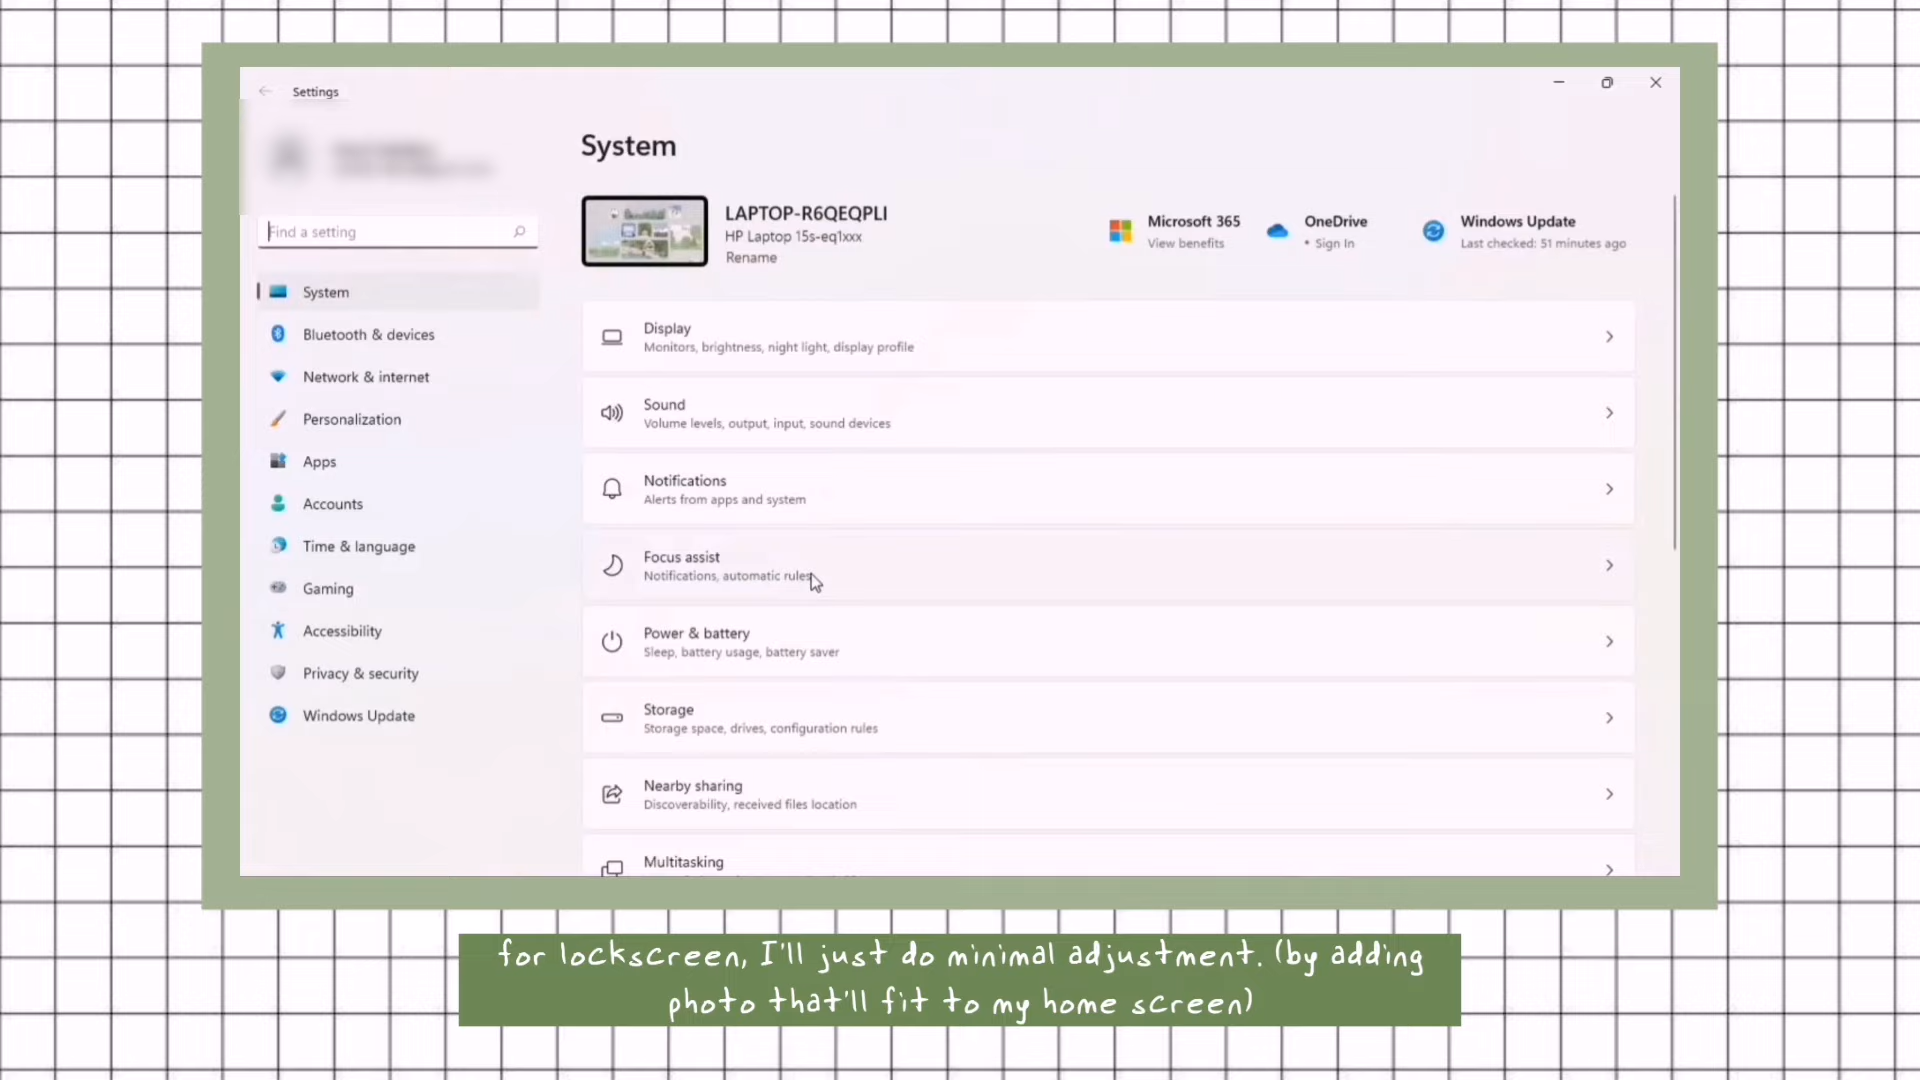 Settings
System
Find a setting
LAPTOP-R6QEQPLI
HP Laptop 15s-eq1xxx
Rename
Microsoft 365
View benefits
OneDrive
• Sign In
Windows Update
Last checked: 51 minutes ago
System
Bluetooth & devices
Network & internet
Personalization
Apps
Accounts
Time & language
Gaming
Accessibility
Privacy & security
Windows Update
Display
Monitors, brightness, night light, display profile
Sound
Volume levels, output, input, sound devices
Notifications
Alerts from apps and system
Focus assist
Notifications, automatic rules
Power & battery
Sleep, battery usage, battery saver
Storage
Storage space, drives, configuration rules
Nearby sharing
Discoverability, received files location
Multitasking
for lockscreen, I'll just do minimal adjustment. (by adding
photo that'll fit to my home screen)